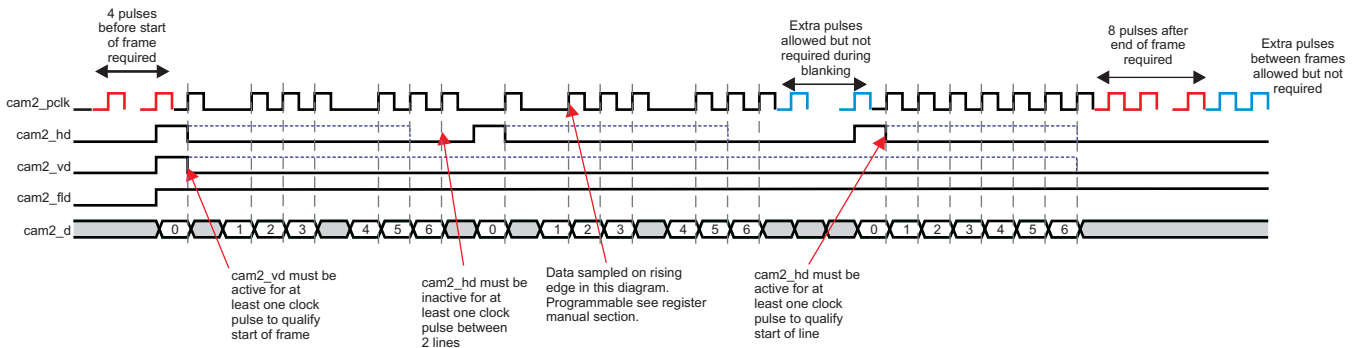 4 pulses
before start
of frame
required
Extra pulses
allowed but not
required during
blanking
8 pulses after
end of frame
required
Extra pulses
between frames
allowed but not
required
cam2_pclk
cam2_hd
cam2_vd
cam2_fld
cam2_d
0 1 2 3 4 5 6 0 1 2 3 4 5 6 0 1 2 3 4 5 6
cam2_vd must be
active for at
least one clock
pulse to qualify
start of frame
cam2_hd must be
inactive for at
least one clock
pulse between
2 lines
Data sampled on rising
edge in this diagram.
Programmable see register
manual section.
cam2_hd must be
active for at
least one clock
pulse to qualify
start of line